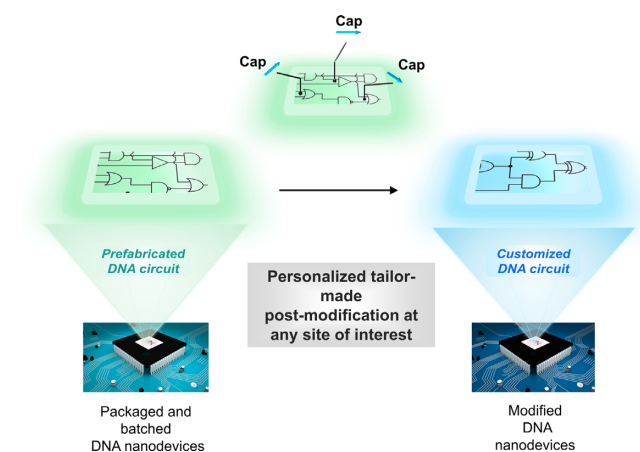 Cap
Cap
Cap
Prefabricated
DNA circuit
Customized
DNA circuit
Personalized tailor-
made
post-modification at
any site of interest
Packaged and
batched
DNA nanodevices
Modified
DNA
nanodevices